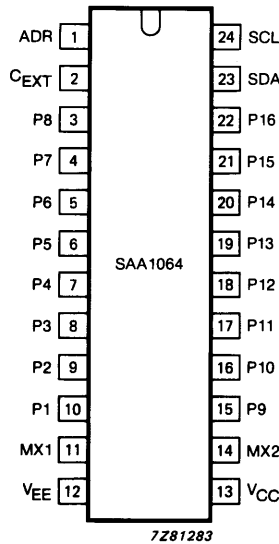 ADR 1 24 SCL
CEXT 2 23 SDA
P8 3 22 P16
P7 4 21 P15
P6 5 20 P14
P5 6 19 P13
SAA1064
P4 7 18 P12
P3 8 17 P11
P2 9 16 P10
P1 10 15 P9
MX1 11 14 MX2
VEE 12 13 VCC
7Z81283